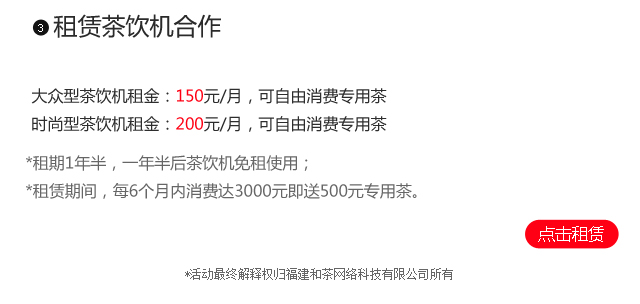 3 租赁茶饮机合作
大众型茶饮机租金：150元/月，可自由消费专用茶
时尚型茶饮机租金：200元/月，可自由消费专用茶
*租期1年半，一年半后茶饮机免租使用；
*租赁期间，每6个月内消费达3000元即送500元专用茶。
点击租赁
*活动最终解释权归福建和茶网络科技有限公司所有